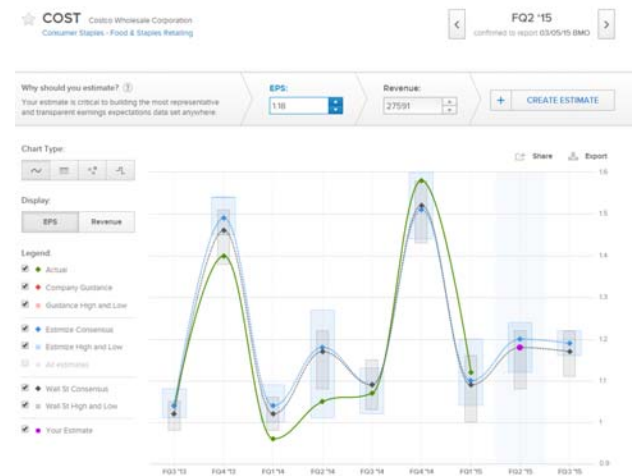 COST Costco Wholesale Corporation
Consumer Staples - Food & Staples Retailing
FQ2 '15
confirmed to report 03/05/15 BMO
Why should you estimate?
Your estimate is critical to building the most representative
and transparent earnings expectations data set anywhere.
EPS:
1.18
Revenue:
27591
+ CREATE ESTIMATE
Chart Type:
Share
Export
Display:
EPS
Revenue
Legend:
Actual
Company Guidance
Guidance High and Low
Estimize Consensus
Estimize High and Low
All estimates
Wall St Consensus
Wall St High and Low
Your Estimate
1.6
1.5
1.4
1.3
1.2
1.1
1
0.9
FQ3 '13
FQ4 '13
FQ1 '14
FQ2 '14
FQ3 '14
FQ4 '14
FQ1 '15
FQ2 '15
FQ3 '15